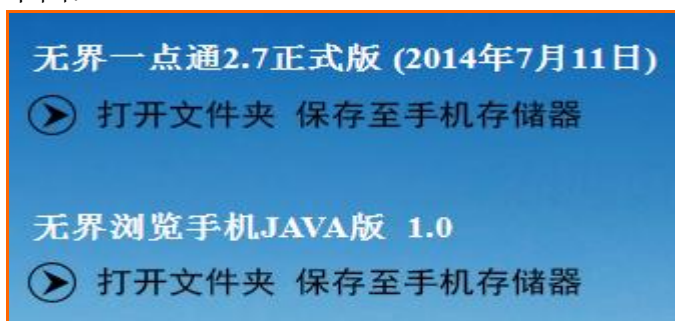 无界一点通2.7正式版 (2014年7月11日)
打开文件夹 保存至手机存储器
无界浏览手机JAVA版 1.0
打开文件夹 保存至手机存储器